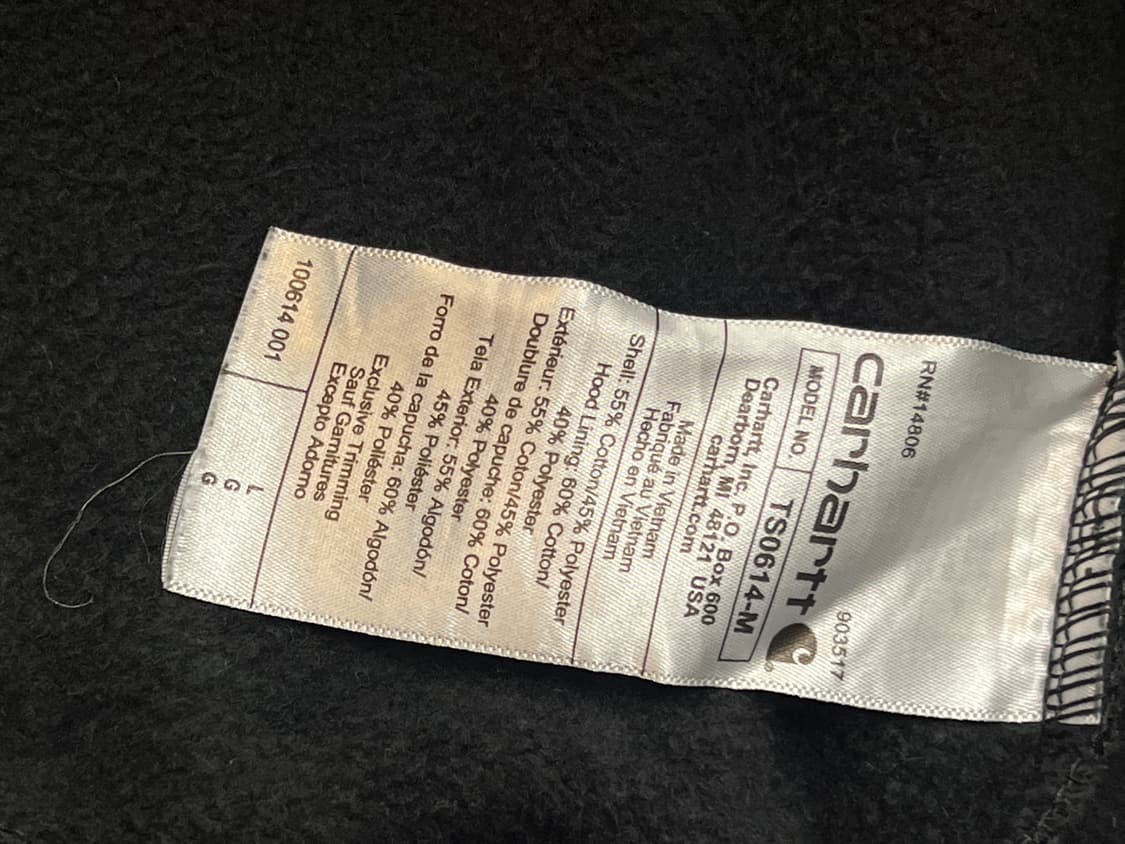 RN#14806 903517
carhartt
MODEL NO. TS0614-M
Carhartt, Inc, P.O. Box 600
Dearborn, MI 48121 USA
carhartt.com
Made in Vietnam
Fabriqué au Vietnam
Hecho en Vietnam
Shell: 55% Cotton/45% Polyester
Hood Lining: 60% Cotton/
40% Polyester
Extérieur: 55% Coton/45% Polyester
Doublure de capuche: 60% Coton/
40% Polyester
Tela Exterior: 55% Algodón/
45% Poliéster
Forro de la capucha: 60% Algodón/
40% Poliéster
Exclusive Trimming
Sauf Garnitures
Excepto Adorno
100614 001
L
G
G